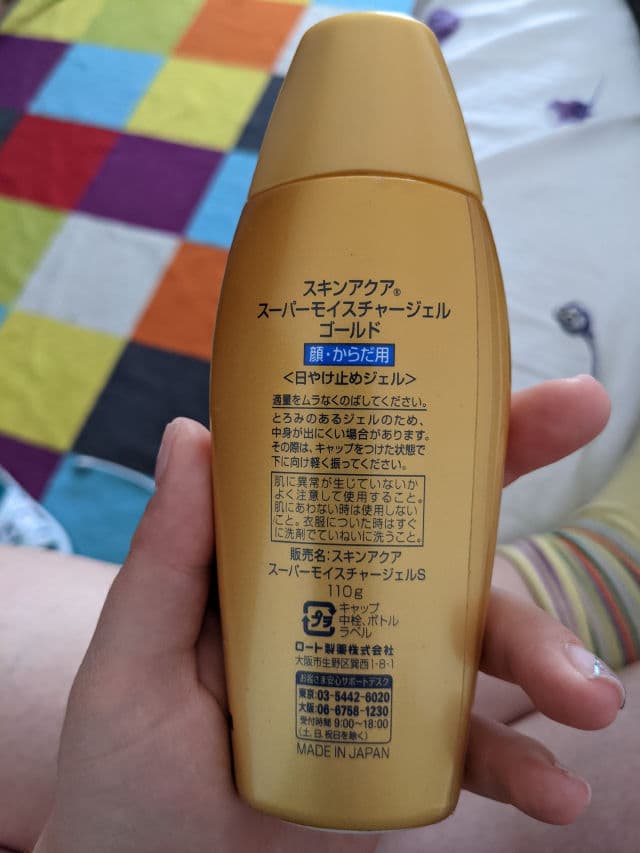 スキンアクア®
スーパーモイスチャージェル
ゴールド
顔・からだ用
<日やけ止めジェル>
適量をムラなくのばしてください。
とろみのあるジェルのため、
中身が出にくい場合があります。
その際は、キャップをつけた状態で
下に向け軽く振ってください。
肌に異常が生じていないか
よく注意して使用すること。
肌にあわない時は使用しない
こと。衣服についた時はすぐ
に洗剤でていねいに洗うこと。
販売名:スキンアクア
スーパーモイスチャージェルS
110g
プラ
キャップ
中栓、ボトル
ラベル
ロート製薬株式会社
大阪市生野区巽西1-8-1
お客さま安心サポートデスク
東京:03-5442-6020
大阪:06-6758-1230
受付時間 9:00~18:00
(土、日、祝日を除く)
MADE IN JAPAN